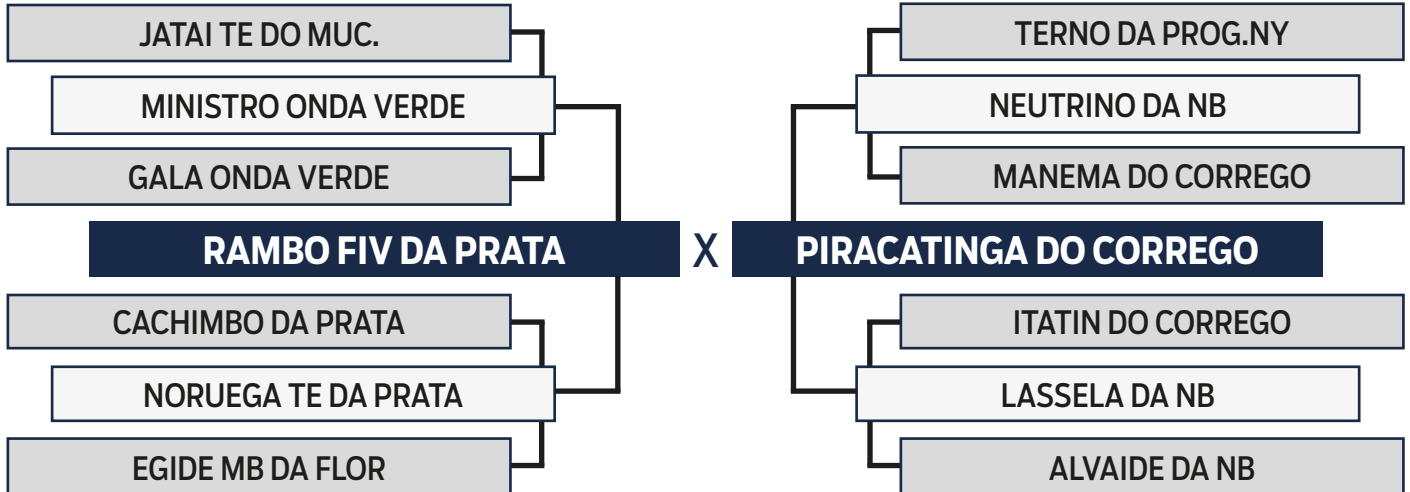 JATAI TE DO MUC.
MINISTRO ONDA VERDE
GALA ONDA VERDE
RAMBO FIV DA PRATA
CACHIMBO DA PRATA
NORUEGA TE DA PRATA
EGIDE MB DA FLOR
X
TERNO DA PROG.NY
NEUTRINO DA NB
MANEMA DO CORREGO
PIRACATINGA DO CORREGO
ITATIN DO CORREGO
LASSELA DA NB
ALVAIDE DA NB